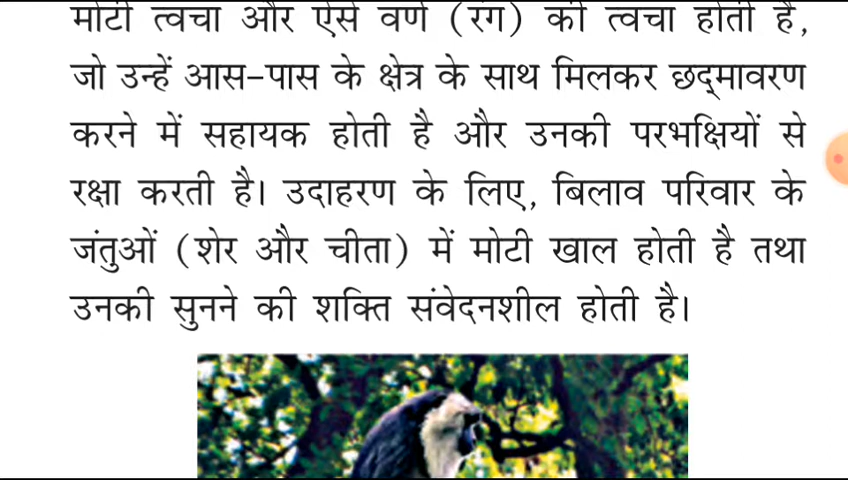 मोटी त्वचा और ऐसे वर्ण (रंग) की त्वचा होती है,
जो उन्हें आस-पास के क्षेत्र के साथ मिलकर छद्मावरण
करने में सहायक होती है और उनकी परभक्षियों से
रक्षा करती है। उदाहरण के लिए, बिलाव परिवार के
जंतुओं (शेर और चीता) में मोटी खाल होती है तथा
उनकी सुनने की शक्ति संवेदनशील होती है।